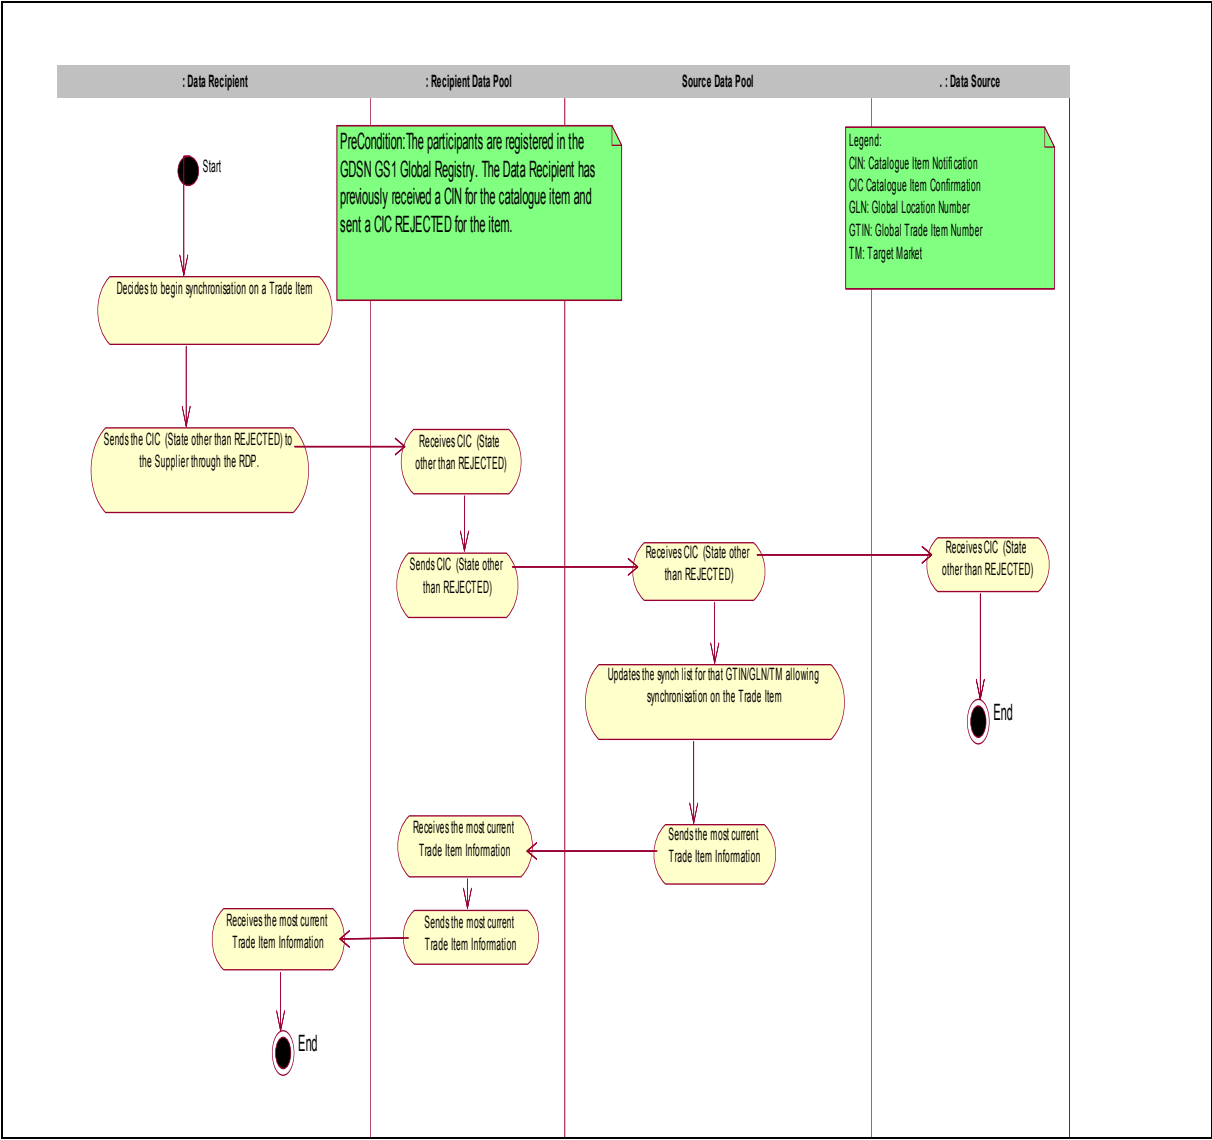 : Data Recipient
: Recipient Data Pool
Source Data Pool
. : Data Source
PreCondition:The participants are registered in the
GDSN GS1 Global Registry. The Data Recipient has
previously received a CIN for the catalogue item and
sent a CIC REJECTED for the item.
Legend:
CIN: Catalogue Item Notification
CIC Catalogue Item Confirmation
GLN: Global Location Number
GTIN: Global Trade Item Number
TM: Target Market
Start
Decides to begin synchronisation on a Trade Item
Sends the CIC (State other than REJECTED) to
the Supplier through the RDP.
Receives CIC (State
other than REJECTED)
Sends CIC (State other
than REJECTED)
Receives CIC (State other
than REJECTED)
Receives CIC (State
other than REJECTED)
Updates the synch list for that GTIN/GLN/TM allowing
synchronisation on the Trade Item
End
Sends the most current
Trade Item Information
Receives the most current
Trade Item Information
Sends the most current
Trade Item Information
Receives the most current
Trade Item Information
End